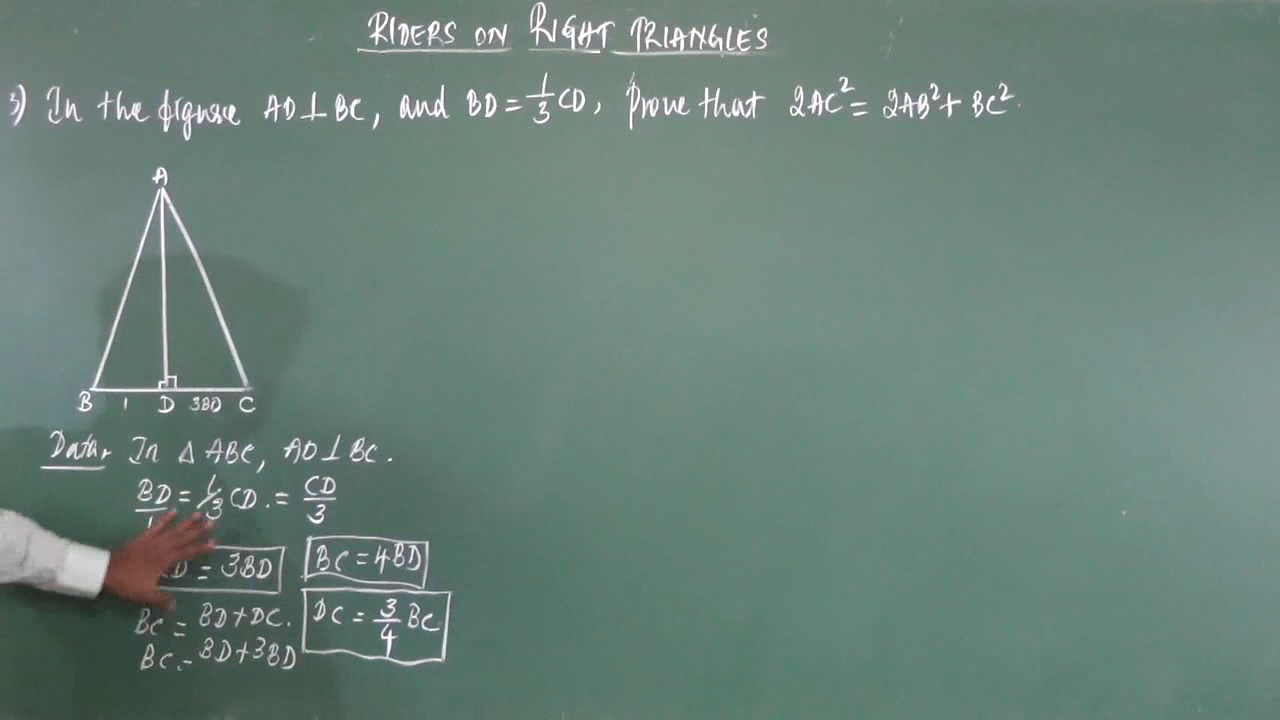 RIDERS ON RIGHT TRIANGLES
3) In the figure AD⊥BC, and BD = 1/3 CD, Prove that 2AC² = 2AB² + BC².
A
B 1 D 3BD C
Data. In Δ ABC, AD⊥BC.
BD/1 = 1/3 CD. = CD/3
CD = 3BD BC = 4BD
BC = BD + DC. DC = 3/4 BC
BC = BD + 3BD